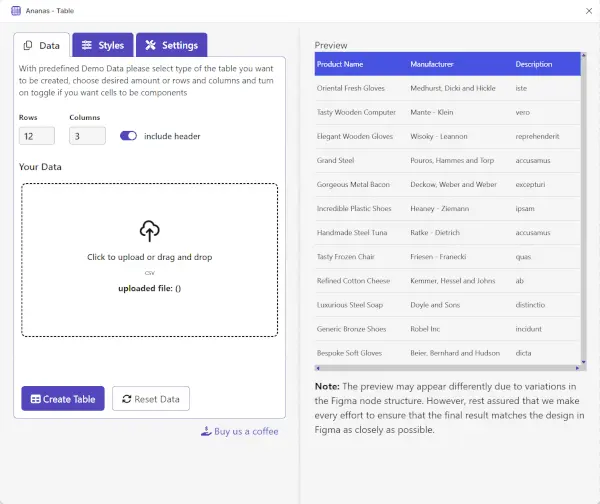 Ananas - Table
Data
Styles
Settings
With predefined Demo Data please select type of the table you want
to be created, choose desired amount or rows and columns and turn
on toggle if you want cells to be components
Rows
Columns
12
3
include header
Your Data
Click to upload or drag and drop
CSV
uploaded file: ()
Create Table
Reset Data
Buy us a coffee
Preview
Product Name Manufacturer Description
Oriental Fresh Gloves Medhurst, Dicki and Hickle iste
Tasty Wooden Computer Mante - Klein vero
Elegant Wooden Gloves Wisoky - Leannon reprehenderit
Grand Steel Pouros, Hammes and Torp accusamus
Gorgeous Metal Bacon Deckow, Weber and Weber excepturi
Incredible Plastic Shoes Heaney - Ziemann ipsam
Handmade Steel Tuna Ratke - Dietrich accusamus
Tasty Frozen Chair Friesen - Franecki quas
Refined Cotton Cheese Kemmer, Hessel and Johns ab
Luxurious Steel Soap Doyle and Sons distinctio
Generic Bronze Shoes Robel Inc incidunt
Bespoke Soft Gloves Beier, Bernhard and Hudson dicta
Note: The preview may appear differently due to variations in
the Figma node structure. However, rest assured that we make
every effort to ensure that the final result matches the design in
Figma as closely as possible.